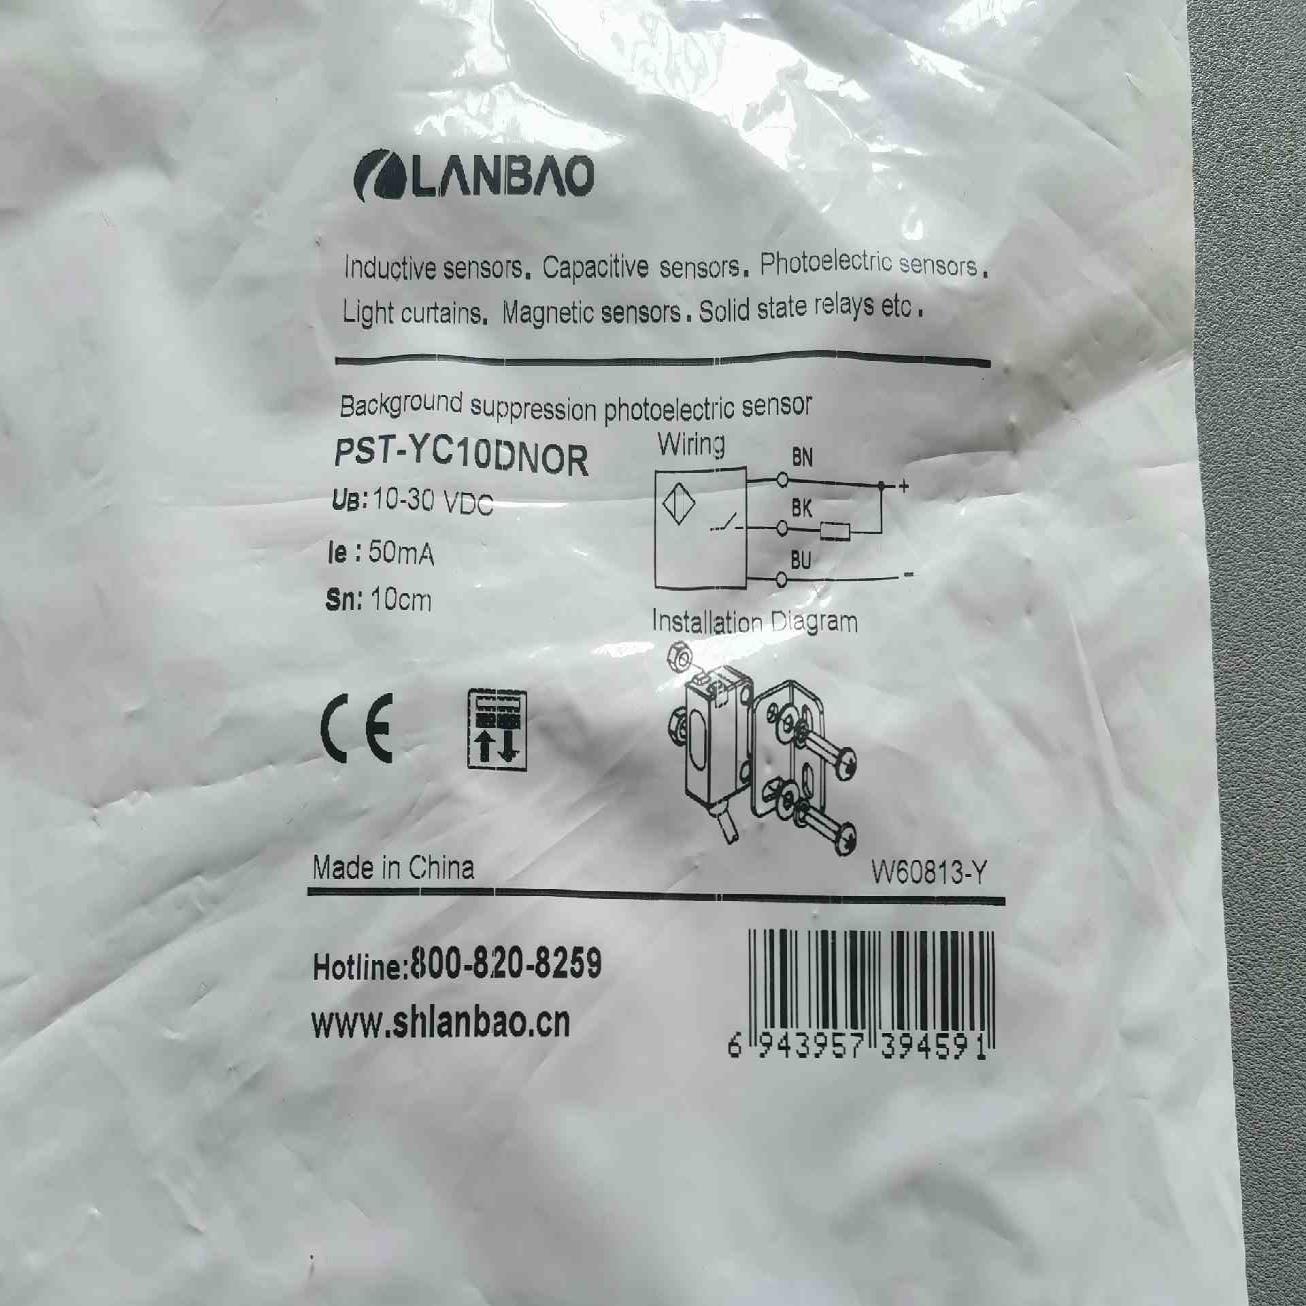 LANBAO
Inductive sensors. Capacitive sensors. Photoelectric sensors.
Light curtains. Magnetic sensors. Solid state relays etc.
Background suppression photoelectric sensor
PST-YC10DNOR
UB: 10-30 VDC
Ie : 50mA
Sn: 10cm
Wiring
BN
+
BK
BU
-
Installation Diagram
CE
Made in China
W60813-Y
Hotline:800-820-8259
www.shlanbao.cn
6 943957 394591